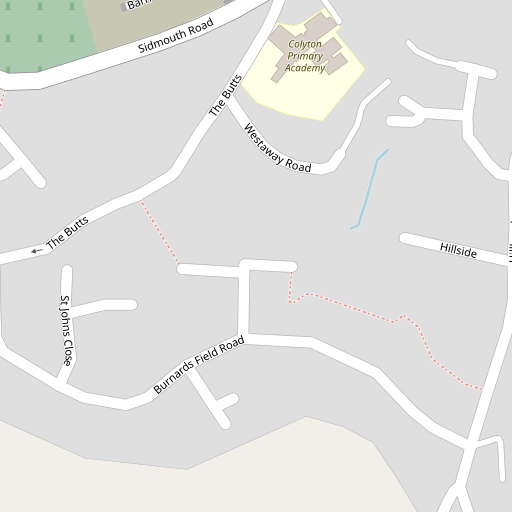 Sidmouth Road
Colyton
Primary
Academy
The Butts
Westaway Road
The Butts
Hillside
St Johns Close
Burnards Field Road